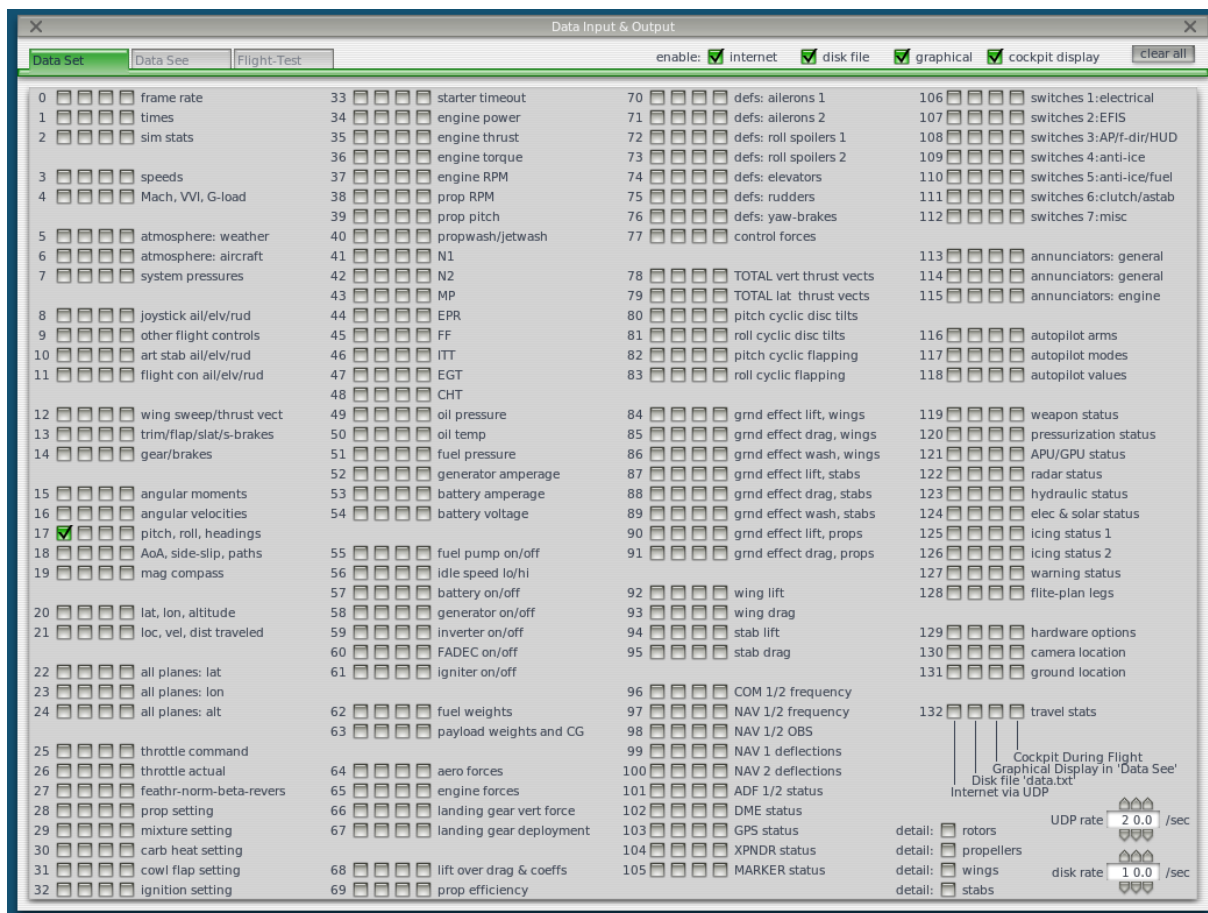 Data Input & Output
Data Set
Data See
Flight-Test
enable: internet disk file graphical cockpit display clear all
0 frame rate
1 times
2 sim stats
3 speeds
4 Mach, VVI, G-load
5 atmosphere: weather
6 atmosphere: aircraft
7 system pressures
8 joystick ail/elv/rud
9 other flight controls
10 art stab ail/elv/rud
11 flight con ail/elv/rud
12 wing sweep/thrust vect
13 trim/flap/slat/s-brakes
14 gear/brakes
15 angular moments
16 angular velocities
17 pitch, roll, headings
18 AoA, side-slip, paths
19 mag compass
20 lat, lon, altitude
21 loc, vel, dist traveled
22 all planes: lat
23 all planes: lon
24 all planes: alt
25 throttle command
26 throttle actual
27 feathr-norm-beta-revers
28 prop setting
29 mixture setting
30 carb heat setting
31 cowl flap setting
32 ignition setting
33 starter timeout
34 engine power
35 engine thrust
36 engine torque
37 engine RPM
38 prop RPM
39 prop pitch
40 propwash/jetwash
41 N1
42 N2
43 MP
44 EPR
45 FF
46 ITT
47 EGT
48 CHT
49 oil pressure
50 oil temp
51 fuel pressure
52 generator amperage
53 battery amperage
54 battery voltage
55 fuel pump on/off
56 idle speed lo/hi
57 battery on/off
58 generator on/off
59 inverter on/off
60 FADEC on/off
61 igniter on/off
62 fuel weights
63 payload weights and CG
64 aero forces
65 engine forces
66 landing gear vert force
67 landing gear deployment
68 lift over drag & coeffs
69 prop efficiency
70 defs: ailerons 1
71 defs: ailerons 2
72 defs: roll spoilers 1
73 defs: roll spoilers 2
74 defs: elevators
75 defs: rudders
76 defs: yaw-brakes
77 control forces
78 TOTAL vert thrust vects
79 TOTAL lat thrust vects
80 pitch cyclic disc tilts
81 roll cyclic disc tilts
82 pitch cyclic flapping
83 roll cyclic flapping
84 grnd effect lift, wings
85 grnd effect drag, wings
86 grnd effect wash, wings
87 grnd effect lift, stabs
88 grnd effect drag, stabs
89 grnd effect wash, stabs
90 grnd effect lift, props
91 grnd effect drag, props
92 wing lift
93 wing drag
94 stab lift
95 stab drag
96 COM 1/2 frequency
97 NAV 1/2 frequency
98 NAV 1/2 OBS
99 NAV 1 deflections
100 NAV 2 deflections
101 ADF 1/2 status
102 DME status
103 GPS status
104 XPNDR status
105 MARKER status
106 switches 1:electrical
107 switches 2:EFIS
108 switches 3:AP/f-dir/HUD
109 switches 4:anti-ice
110 switches 5:anti-ice/fuel
111 switches 6:clutch/astab
112 switches 7:misc
113 annunciators: general
114 annunciators: general
115 annunciators: engine
116 autopilot arms
117 autopilot modes
118 autopilot values
119 weapon status
120 pressurization status
121 APU/GPU status
122 radar status
123 hydraulic status
124 elec & solar status
125 icing status 1
126 icing status 2
127 warning status
128 flite-plan legs
129 hardware options
130 camera location
131 ground location
132 travel stats
Cockpit During Flight
Graphical Display in 'Data See'
Disk file 'data.txt'
Internet via UDP
UDP rate 2 0.0 /sec
detail: rotors
detail: propellers
detail: wings
detail: stabs
disk rate 1 0.0 /sec